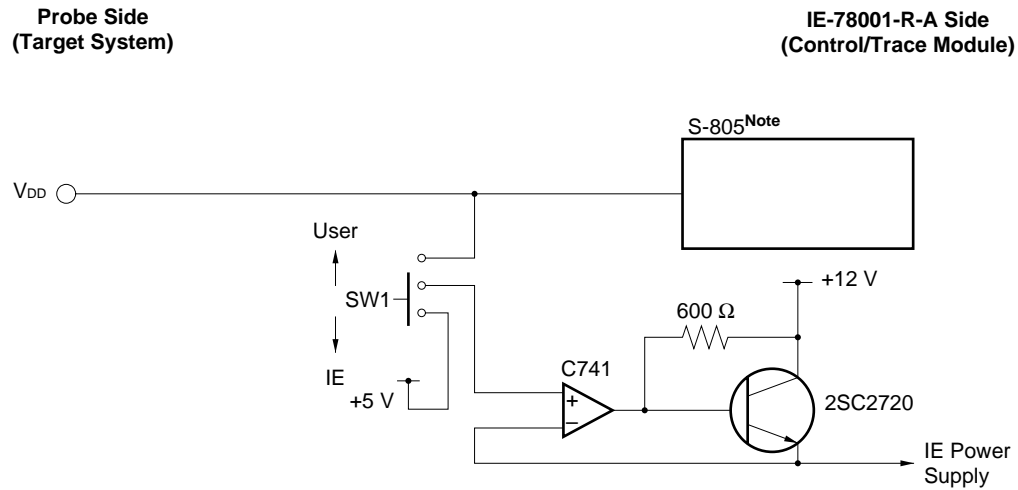 Probe Side
(Target System)
IE-78001-R-A Side
(Control/Trace Module)
S-805Note
VDD
User
SW1
IE
+5 V
+12 V
600 Ω
C741
+
−
2SC2720
IE Power
Supply